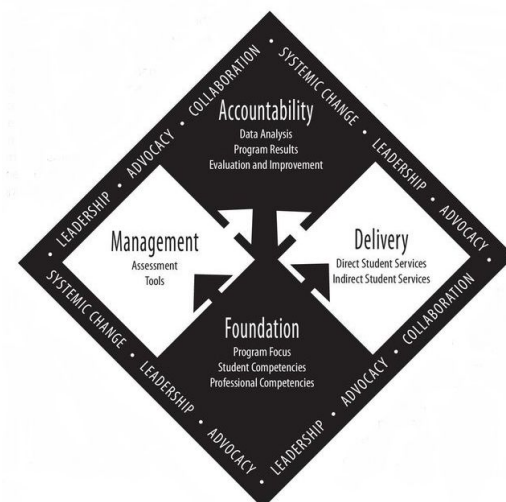 • LEADERSHIP • ADVOCACY • COLLABORATION •
SYSTEMIC CHANGE • LEADERSHIP • ADVOCACY •
Accountability
Data Analysis
Program Results
Evaluation and Improvement
Management
Assessment
Tools
Delivery
Direct Student Services
Indirect Student Services
Foundation
Program Focus
Student Competencies
Professional Competencies
SYSTEMIC CHANGE • LEADERSHIP • ADVOCACY •
LEADERSHIP • ADVOCACY • COLLABORATION